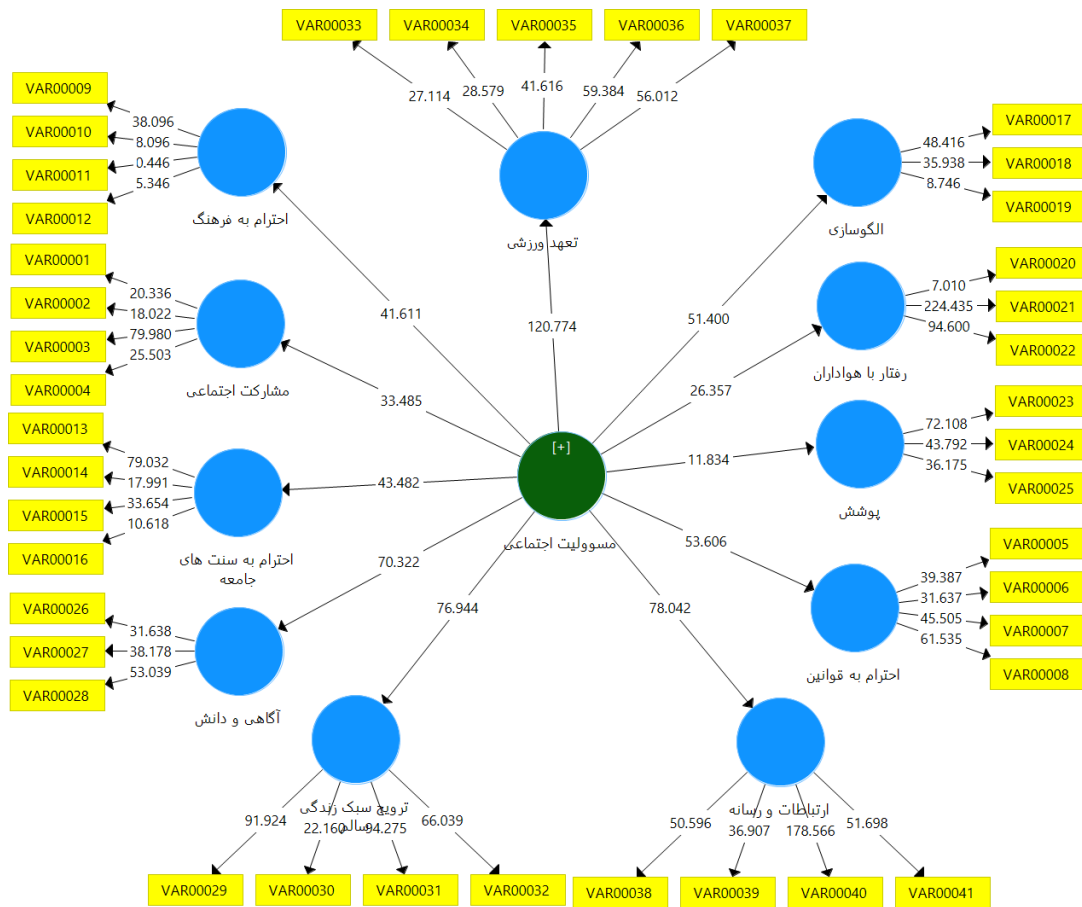 VAR00033
VAR00034
VAR00035
VAR00036
VAR00037
27.114
28.579
41.616
59.384
56.012
تعهد ورزشی
120.774
VAR00009
VAR00010
VAR00011
VAR00012
38.096
8.096
0.446
5.346
احترام به فرهنگ
41.611
VAR00001
VAR00002
VAR00003
VAR00004
20.336
18.022
79.980
25.503
مشارکت اجتماعی
33.485
VAR00013
VAR00014
VAR00015
VAR00016
79.032
17.991
33.654
10.618
احترام به سنت های
جامعه
43.482
VAR00026
VAR00027
VAR00028
31.638
38.178
53.039
آگاهی و دانش
70.322
[+]
مسوولیت اجتماعی
VAR00017
VAR00018
VAR00019
48.416
35.938
8.746
الگوسازی
51.400
VAR00020
VAR00021
VAR00022
7.010
224.435
94.600
رفتار با هواداران
26.357
VAR00023
VAR00024
VAR00025
72.108
43.792
36.175
پوشش
11.834
VAR00005
VAR00006
VAR00007
VAR00008
39.387
31.637
45.505
61.535
احترام به قوانین
53.606
76.944
ترویج سبک زندگی
سالم
91.924
22.160
94.275
66.039
VAR00029
VAR00030
VAR00031
VAR00032
78.042
ارتباطات و رسانه
50.596
36.907
178.566
51.698
VAR00038
VAR00039
VAR00040
VAR00041